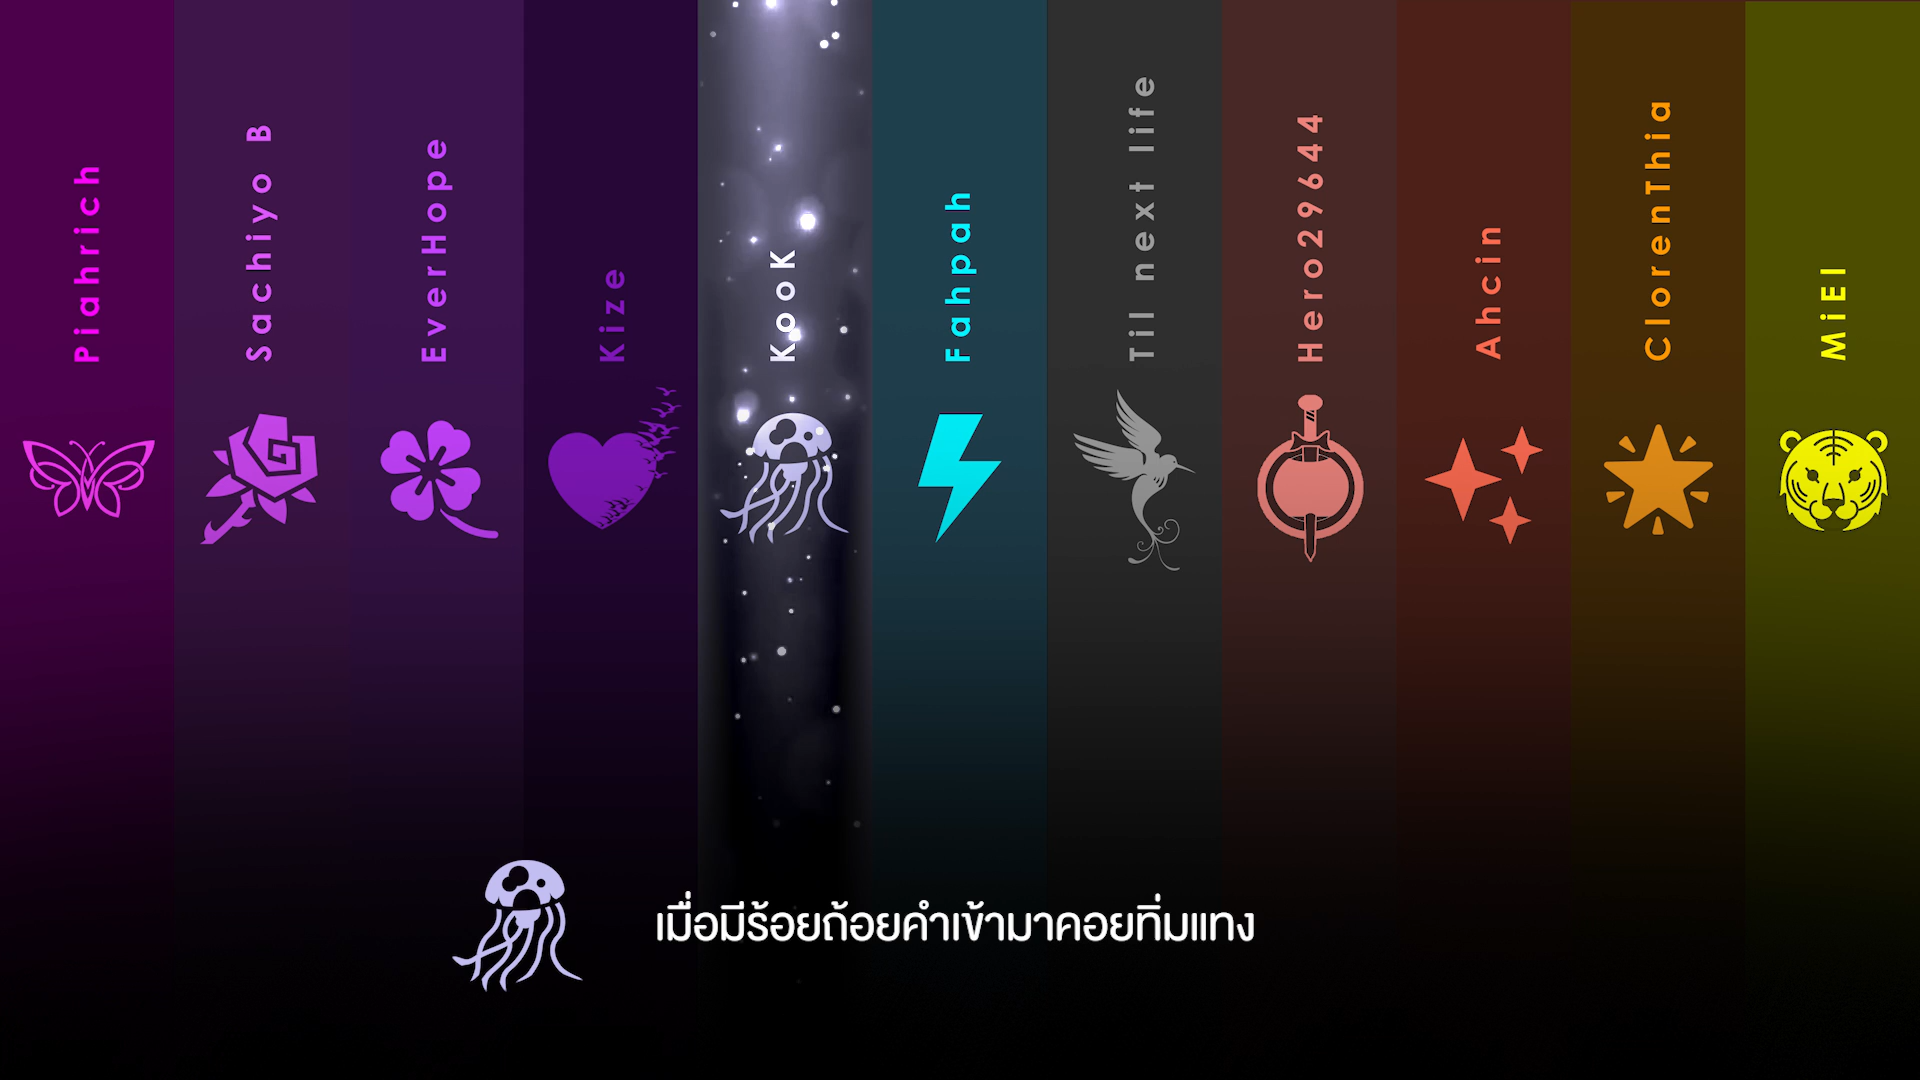 Piahrich
Sachiyo B
EverHope
Kize
KooK
Fahpah
Til next life
Hero29644
Ahcin
ClorenThia
MiEl
เมื่อมีร้อยถ้อยคำเข้ามาคอยทิ่มแทง